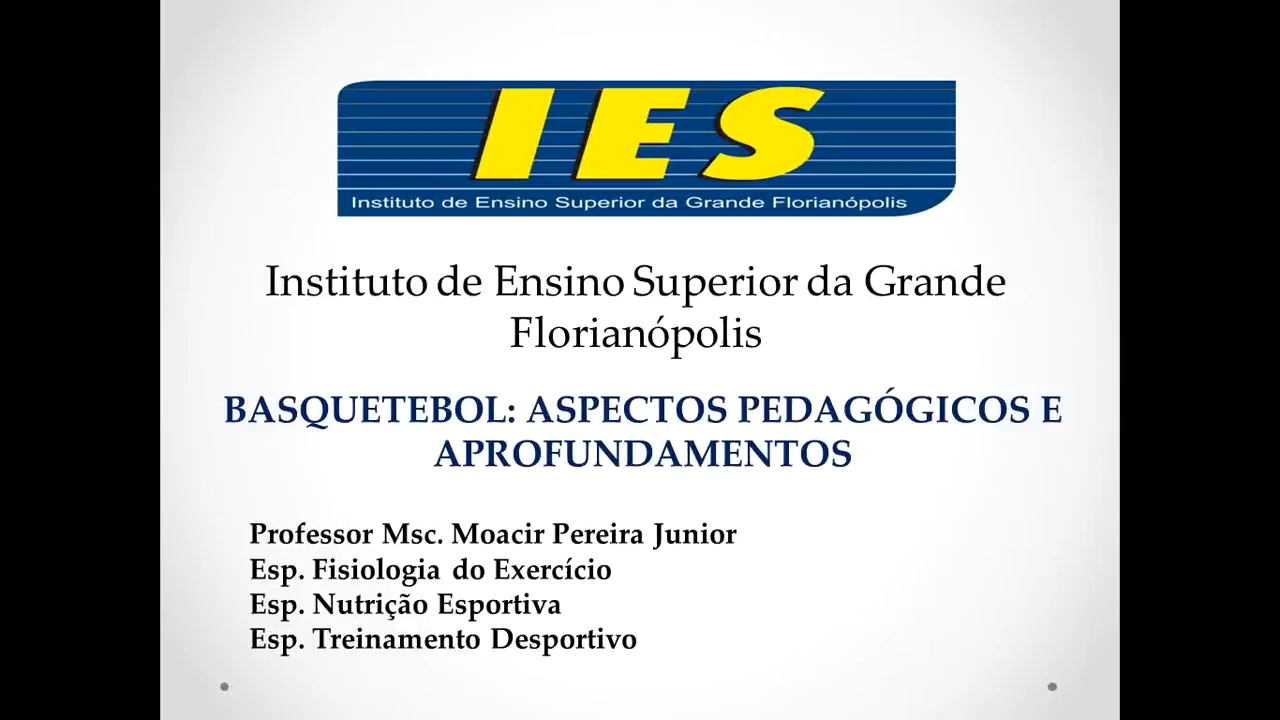 IES
Instituto de Ensino Superior da Grande Florianópolis
Instituto de Ensino Superior da Grande
Florianópolis
BASQUETEBOL: ASPECTOS PEDAGÓGICOS E
APROFUNDAMENTOS
Professor Msc. Moacir Pereira Junior
Esp. Fisiologia do Exercício
Esp. Nutrição Esportiva
Esp. Treinamento Desportivo